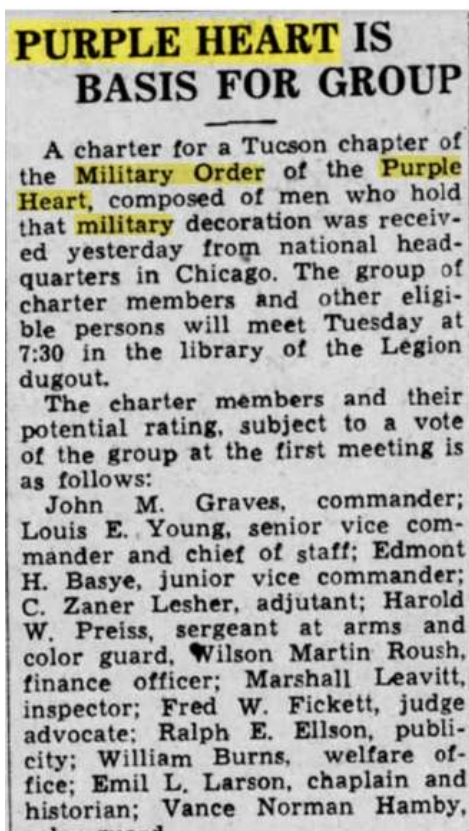 PURPLE HEART IS
BASIS FOR GROUP
A charter for a Tucson chapter of
the Military Order of the Purple
Heart, composed of men who hold
that military decoration was receiv-
ed yesterday from national head-
quarters in Chicago. The group of
charter members and other eligi-
ble persons will meet Tuesday at
7:30 in the library of the Legion
dugout.
The charter members and their
potential rating, subject to a vote
of the group at the first meeting is
as follows:
John M. Graves, commander;
Louis E. Young, senior vice com-
mander and chief of staff; Edmont
H. Basye, junior vice commander;
C. Zaner Lesher, adjutant; Harold
W. Preiss, sergeant at arms and
color guard, Wilson Martin Roush,
finance officer; Marshall Leavitt,
inspector; Fred W. Fickett, judge
advocate; Ralph E. Ellson, publi-
city; William Burns, welfare of-
fice; Emil L. Larson, chaplain and
historian; Vance Norman Hamby,